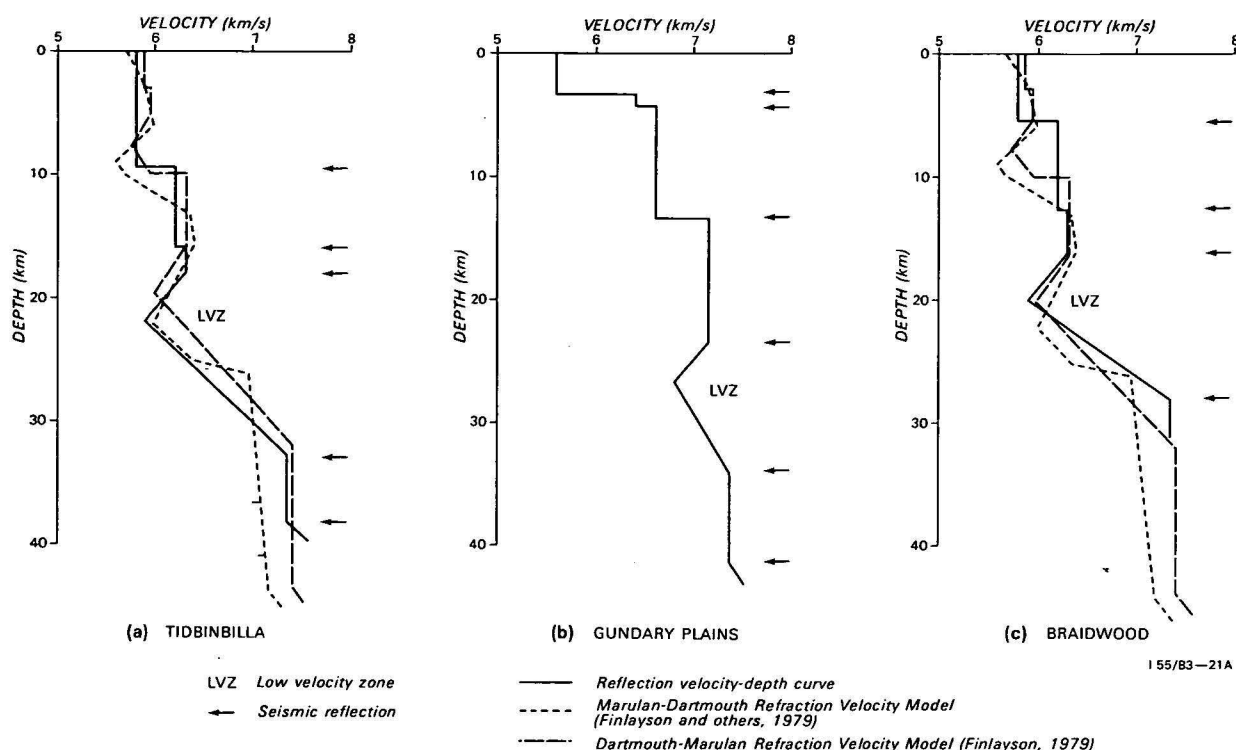 VELOCITY (km/s)
5 6 7 8
0
10
20
30
40
DEPTH (km)
LVZ
(a) TIDBINBILLA
VELOCITY (km/s)
5 6 7 8
0
10
20
30
40
DEPTH (km)
LVZ
(b) GUNDARY PLAINS
VELOCITY (km/s)
5 6 7 8
0
10
20
30
40
DEPTH (km)
LVZ
(c) BRAIDWOOD
I 55/B3—21A
LVZ Low velocity zone
Seismic reflection
Reflection velocity-depth curve
Marulan-Dartmouth Refraction Velocity Model
(Finlayson and others, 1979)
Dartmouth-Marulan Refraction Velocity Model (Finlayson, 1979)